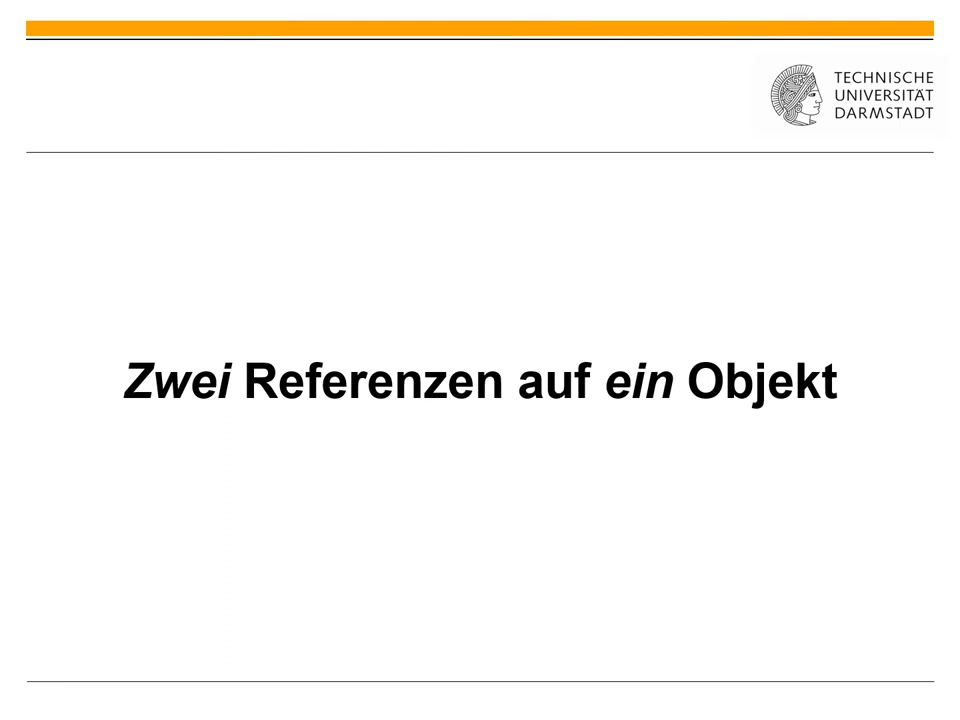 TECHNISCHE
UNIVERSITÄT
DARMSTADT
Zwei Referenzen auf ein Objekt